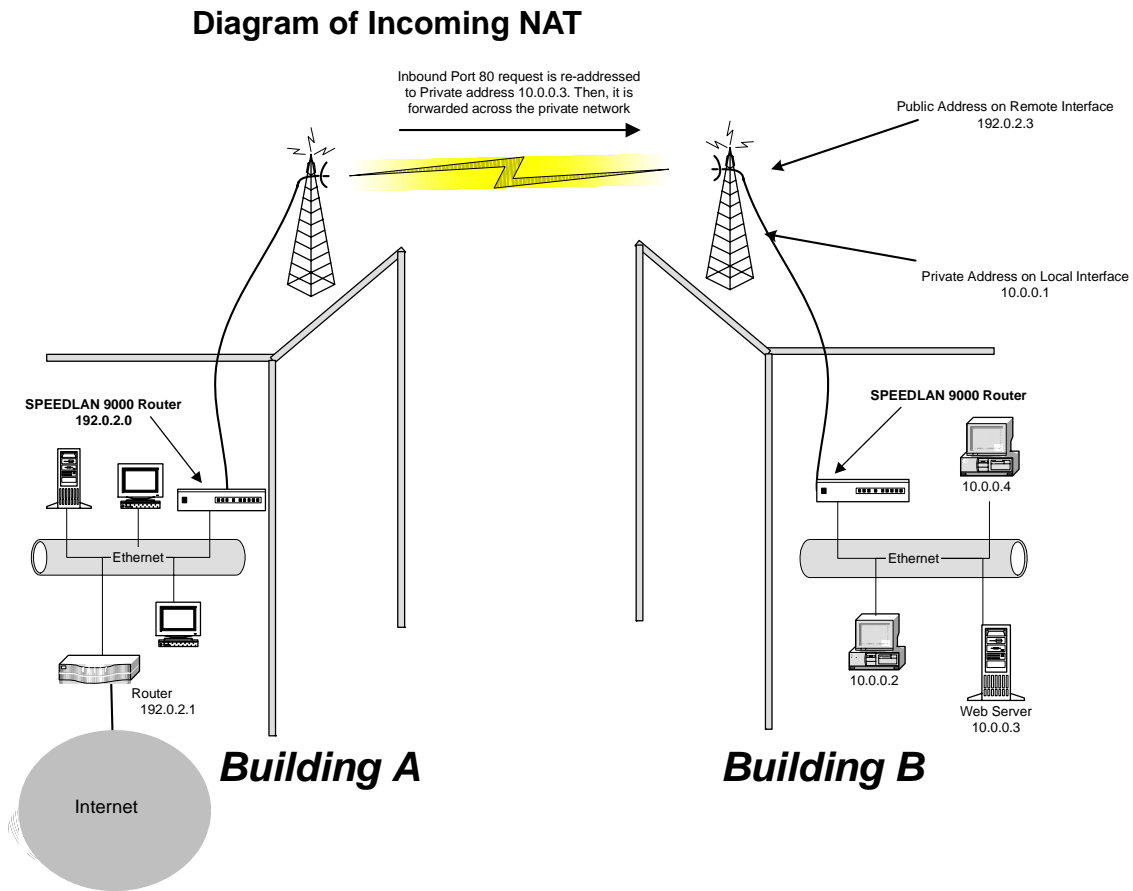 Diagram of Incoming NAT
Inbound Port 80 request is re-addressed
to Private address 10.0.0.3. Then, it is
forwarded across the private network
Public Address on Remote Interface
192.0.2.3
Private Address on Local Interface
10.0.0.1
SPEEDLAN 9000 Router
192.0.2.0
SPEEDLAN 9000 Router
10.0.0.4
Ethernet
Ethernet
10.0.0.2
Router
192.0.2.1
Web Server
10.0.0.3
Building A
Building B
Internet